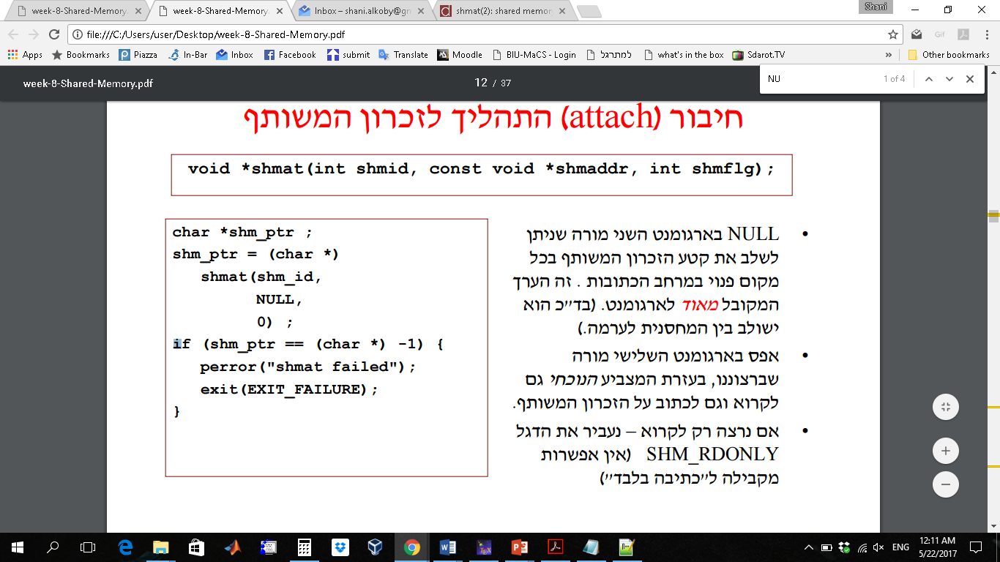 Shani
week-8-Shared-Memory.
week-8-Shared-Memory.
Inbox – shani.alkoby@gm
shmat(2): shared memor
file:///C:/Users/user/Desktop/week-8-Shared-Memory.pdf
Gif
Apps Bookmarks Piazza In-Bar Inbox Facebook submit Translate Moodle BIU-MaCS - Login למתרגל what's in the box Sdarot.TV » Other bookmarks
week-8-Shared-Memory.pdf
12 / 37
NU
1 of 4
חיבור (attach) התהליך לזכרון המשותף
void *shmat(int shmid, const void *shmaddr, int shmflg);
char *shm_ptr ;
shm_ptr = (char *)
shmat(shm_id,
NULL,
0) ;
if (shm_ptr == (char *) -1) {
perror("shmat failed");
exit(EXIT_FAILURE);
}
• NULL בארגומנט השני מורה שניתן
לשלב את קטע הזכרון המשותף בכל
מקום פנוי במרחב הכתובות . זה הערך
המקובל מאוד לארגומנט. (בד״כ הוא
ישולב בין המחסנית לערמה.)
• אפס בארגומנט השלישי מורה
שברצוננו, בעזרת המצביע הנוכחי גם
לקרוא וגם לכתוב על הזכרון המשותף.
• אם נרצה רק לקרוא – נעביר את הדגל
SHM_RDONLY (אין אפשרות
מקבילה ל״כתיבה בלבד״)
ENG
12:11 AM
5/22/2017